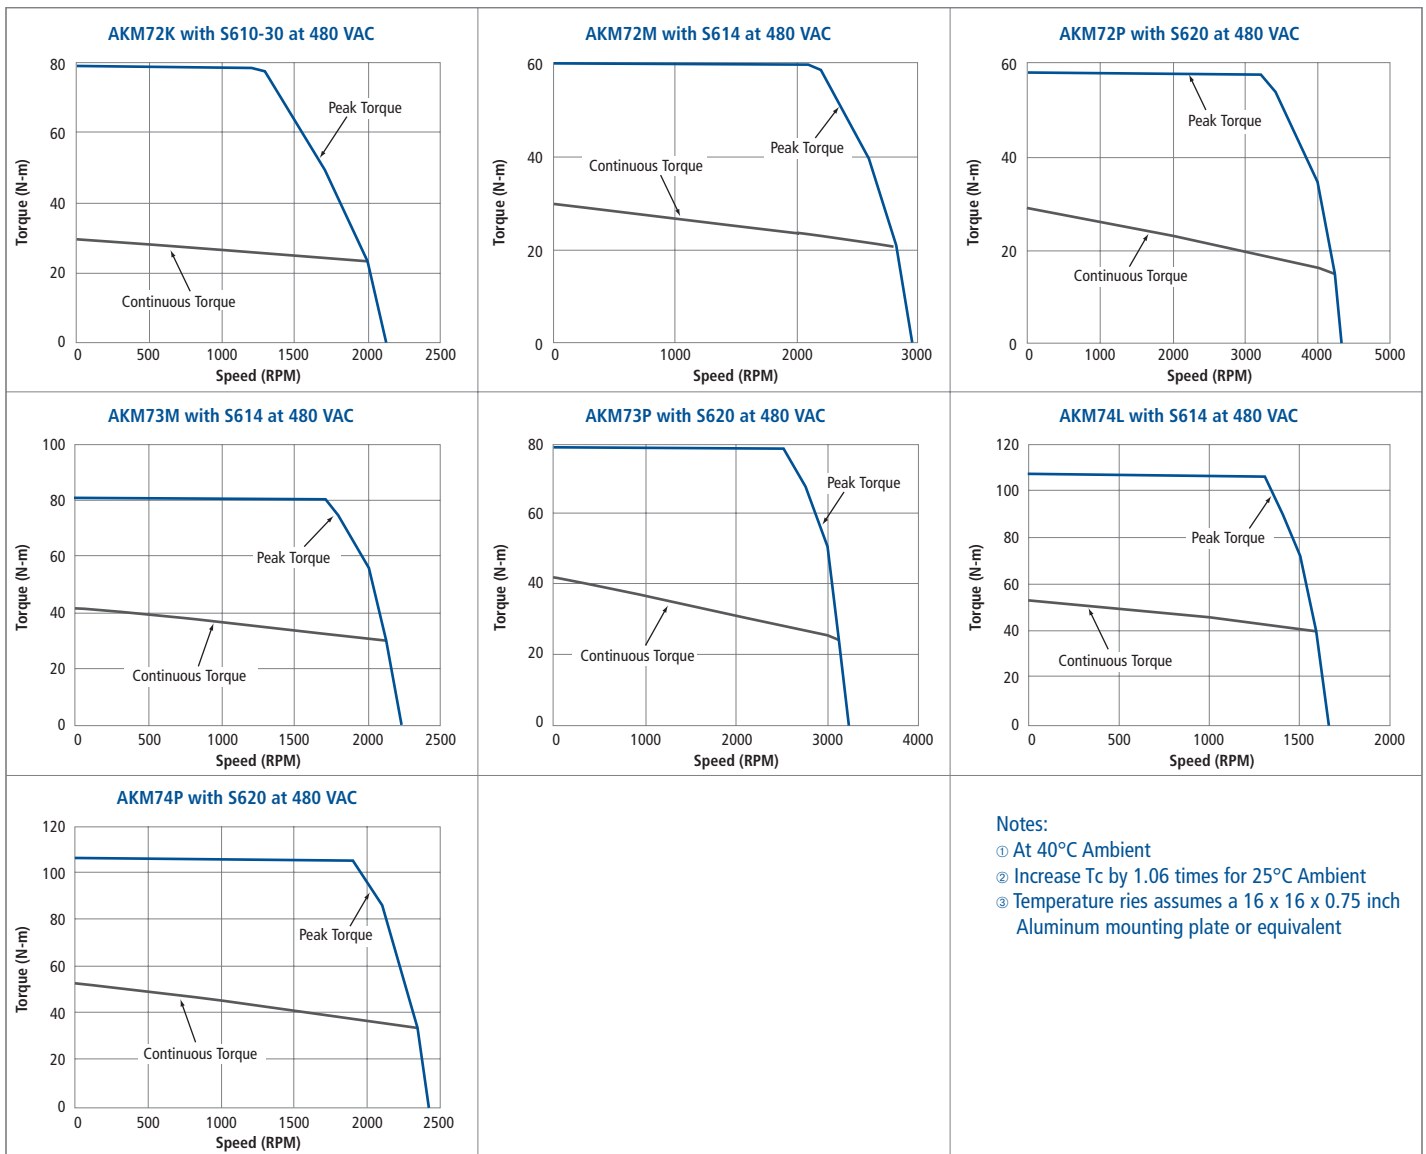 AKM72K with S610-30 at 480 VAC
80
60
40
20
0
Torque (N-m)
Peak Torque
Continuous Torque
0 500 1000 1500 2000 2500
Speed (RPM)
AKM72M with S614 at 480 VAC
60
40
20
0
Torque (N-m)
Continuous Torque
Peak Torque
0 1000 2000 3000
Speed (RPM)
AKM72P with S620 at 480 VAC
60
40
20
0
Torque (N-m)
Peak Torque
Continuous Torque
0 1000 2000 3000 4000 5000
Speed (RPM)
AKM73M with S614 at 480 VAC
100
80
60
40
20
0
Torque (N-m)
Peak Torque
Continuous Torque
0 500 1000 1500 2000 2500
Speed (RPM)
AKM73P with S620 at 480 VAC
80
60
40
20
0
Torque (N-m)
Peak Torque
Continuous Torque
0 1000 2000 3000 4000
Speed (RPM)
AKM74L with S614 at 480 VAC
120
100
80
60
40
20
0
Torque (N-m)
Peak Torque
Continuous Torque
0 500 1000 1500 2000
Speed (RPM)
AKM74P with S620 at 480 VAC
120
100
80
60
40
20
0
Torque (N-m)
Peak Torque
Continuous Torque
0 500 1000 1500 2000 2500
Speed (RPM)
Notes:
① At 40°C Ambient
② Increase Tc by 1.06 times for 25°C Ambient
③ Temperature ries assumes a 16 x 16 x 0.75 inch
Aluminum mounting plate or equivalent